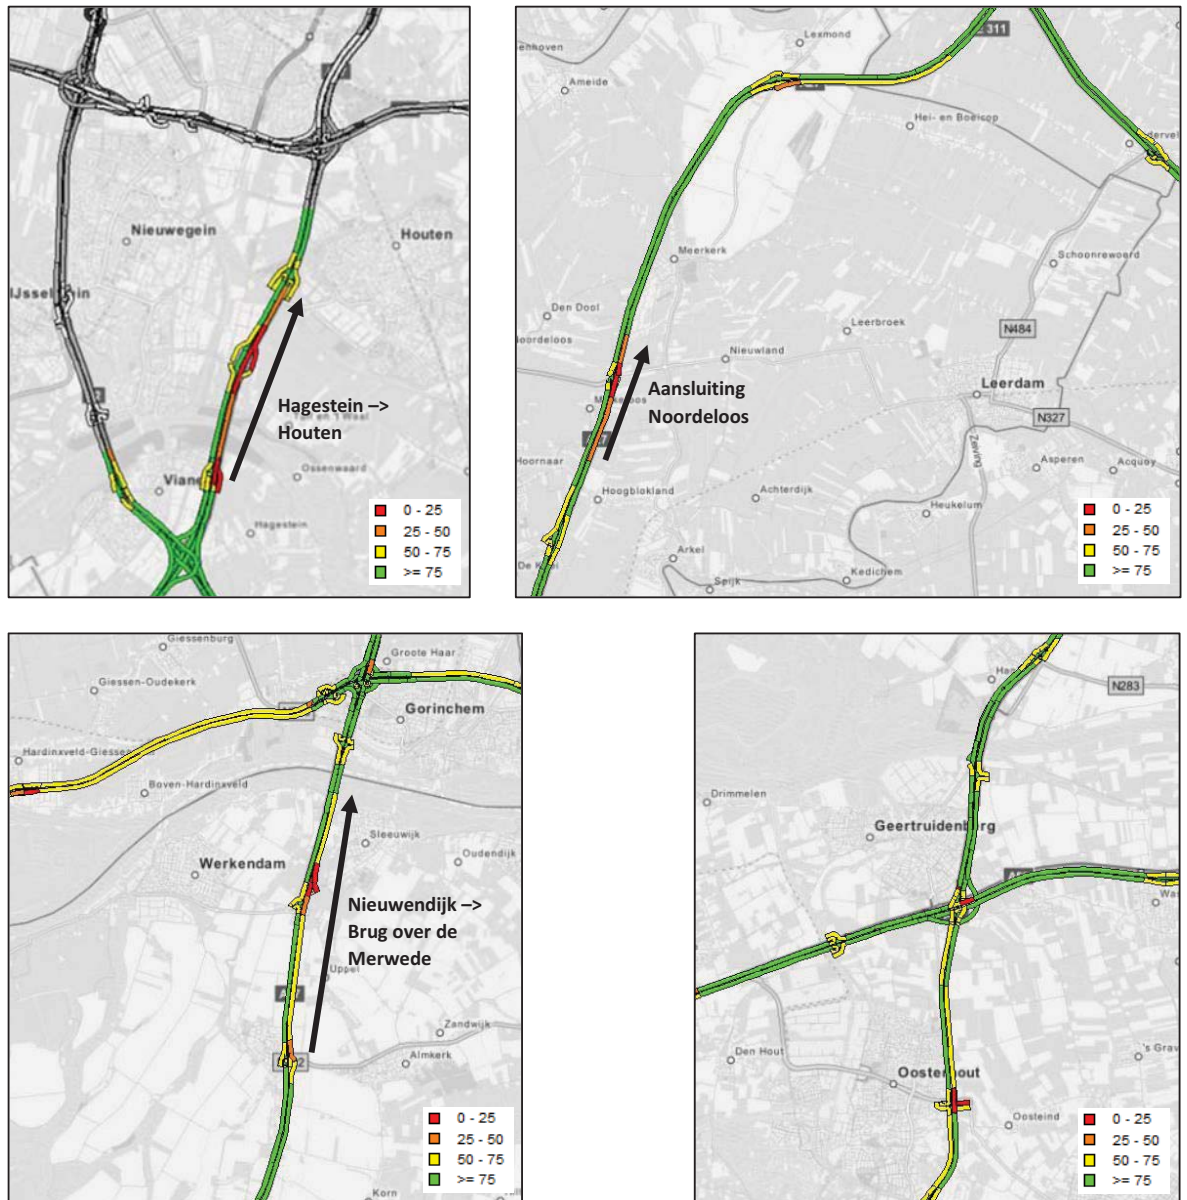 Nieuwegein
Houten
Hagestein –>
Houten
Ossenwaard
Hagestein
0 - 25
25 - 50
50 - 75
>= 75
Lexmond
Ameide
Hei- en Boeicop
Meerkerk
Schoonrewoerd
Den Dool
Leerbroek
N484
Nieuwland
Leerdam
Aansluiting
Noordeloos
N327
Hoornaar
Asperen
Acquoy
Hoogblokland
Achterdijk
Heukelum
Arkel
Kedichem
Spijk
0 - 25
25 - 50
50 - 75
>= 75
Giessenburg
Groote Haar
Giessen-Oudekerk
Gorinchem
Hardinxveld-Giessen
Boven-Hardinxveld
Sleeuwijk
Werkendam
Oudendijk
Nieuwendijk –>
Brug over de
Merwede
Uppel
Zandwijk
Almkerk
Korn
0 - 25
25 - 50
50 - 75
>= 75
N283
Drimmelen
Geertruidenberg
Den Hout
's Grav
Oosterhout
Oosteind
0 - 25
25 - 50
50 - 75
>= 75